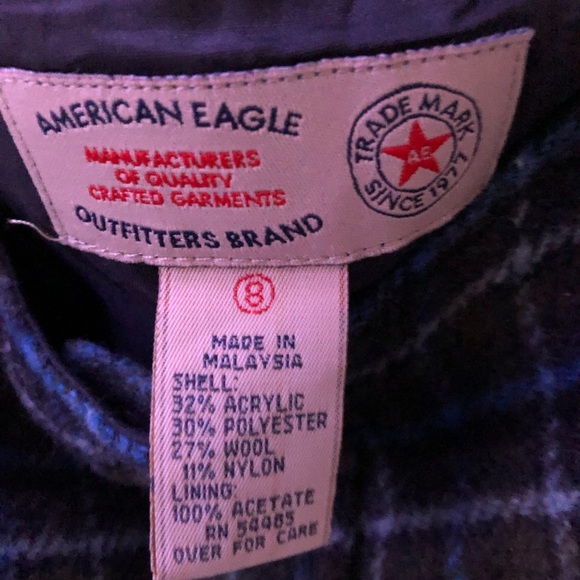 AMERICAN EAGLE
MANUFACTURERS
OF QUALITY
CRAFTED GARMENTS
OUTFITTERS BRAND
TRADE MARK
AE
SINCE 1977
8
MADE IN
MALAYSIA
SHELL:
32% ACRYLIC
30% POLYESTER
27% WOOL
11% NYLON
LINING:
100% ACETATE
RN 54485
OVER FOR CARE